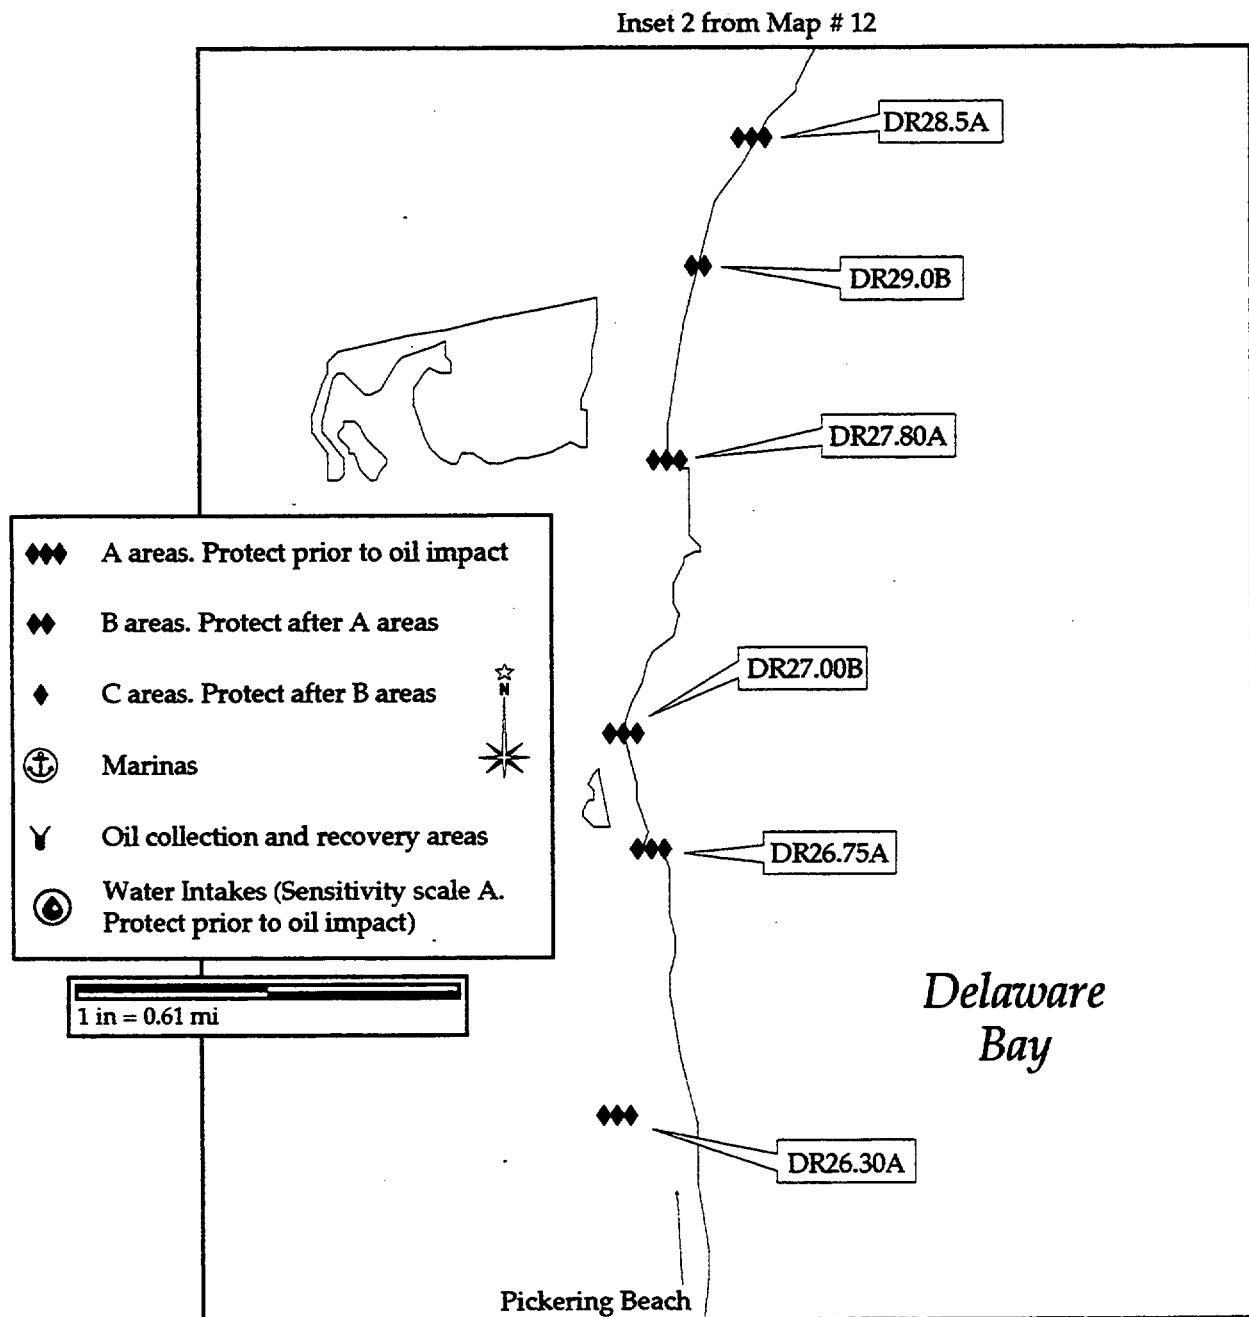 Inset 2 from Map # 12
DR28.5A
DR29.0B
DR27.80A
A areas. Protect prior to oil impact
B areas. Protect after A areas
C areas. Protect after B areas
N
Marinas
Oil collection and recovery areas
Water Intakes (Sensitivity scale A.
Protect prior to oil impact)
DR27.00B
DR26.75A
1 in = 0.61 mi
Delaware
Bay
DR26.30A
Pickering Beach